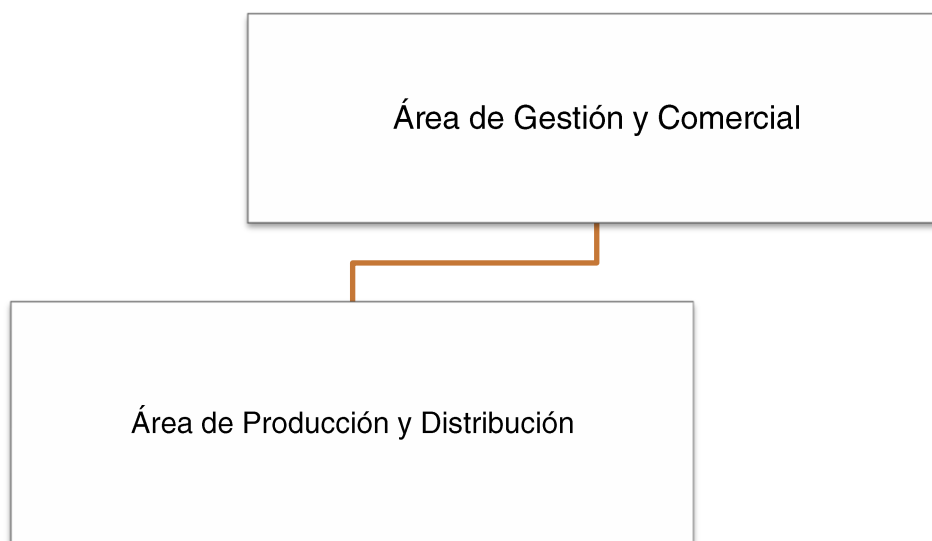 Área de Gestión y Comercial
Área de Producción y Distribución